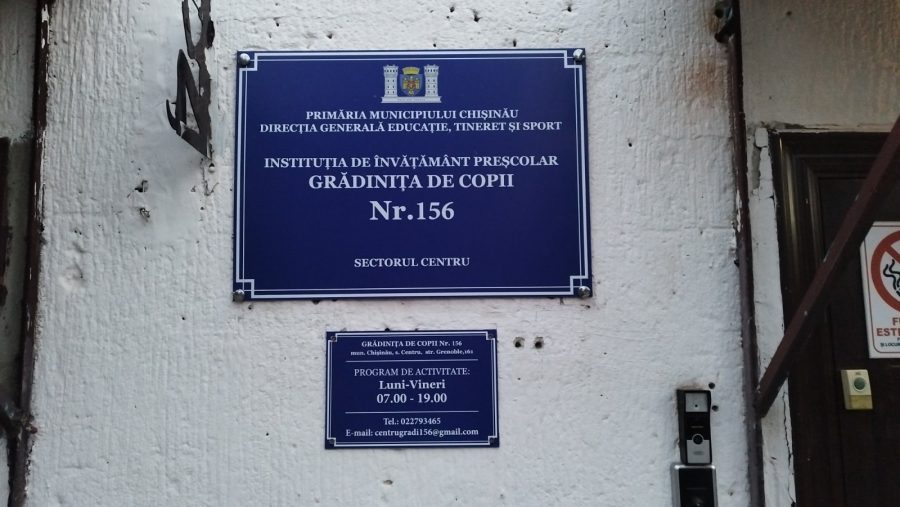 PRIMĂRIA MUNICIPIULUI CHIȘINĂU
DIRECȚIA GENERALĂ EDUCAȚIE, TINERET ȘI SPORT
INSTITUȚIA DE ÎNVĂȚĂMÂNT PREȘCOLAR
GRĂDINIȚA DE COPII
Nr.156
SECTORUL CENTRU
GRĂDINIȚA DE COPII Nr. 156
mun. Chișinău, s. Centru, str. Grenoble,161
PROGRAM DE ACTIVITATE:
Luni-Vineri
07.00 - 19.00
Tel.: 022793465
E-mail: centrugradi156@gmail.com